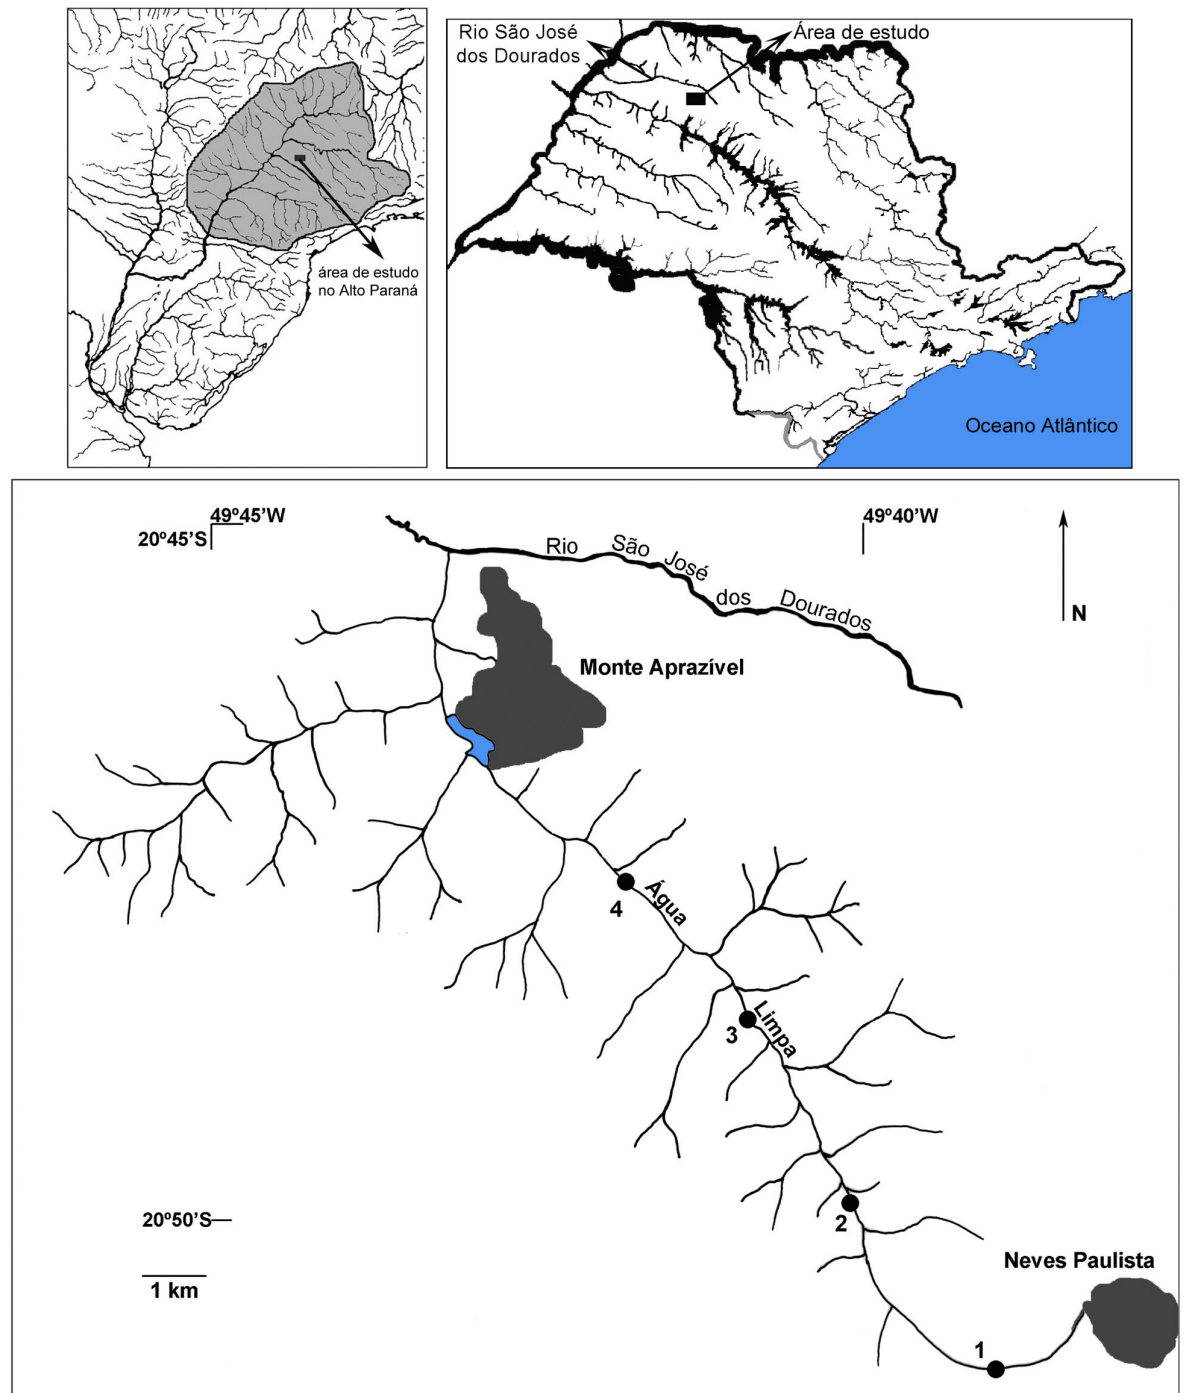 área de estudo
no Alto Paraná
Rio São José
dos Dourados
Área de estudo
Oceano Atlântico
49º45'W
20º45'S
49º40'W
Rio São José dos Dourados
N
Monte Aprazível
4
Água
3
Limpa
2
20º50'S
1 km
Neves Paulista
1